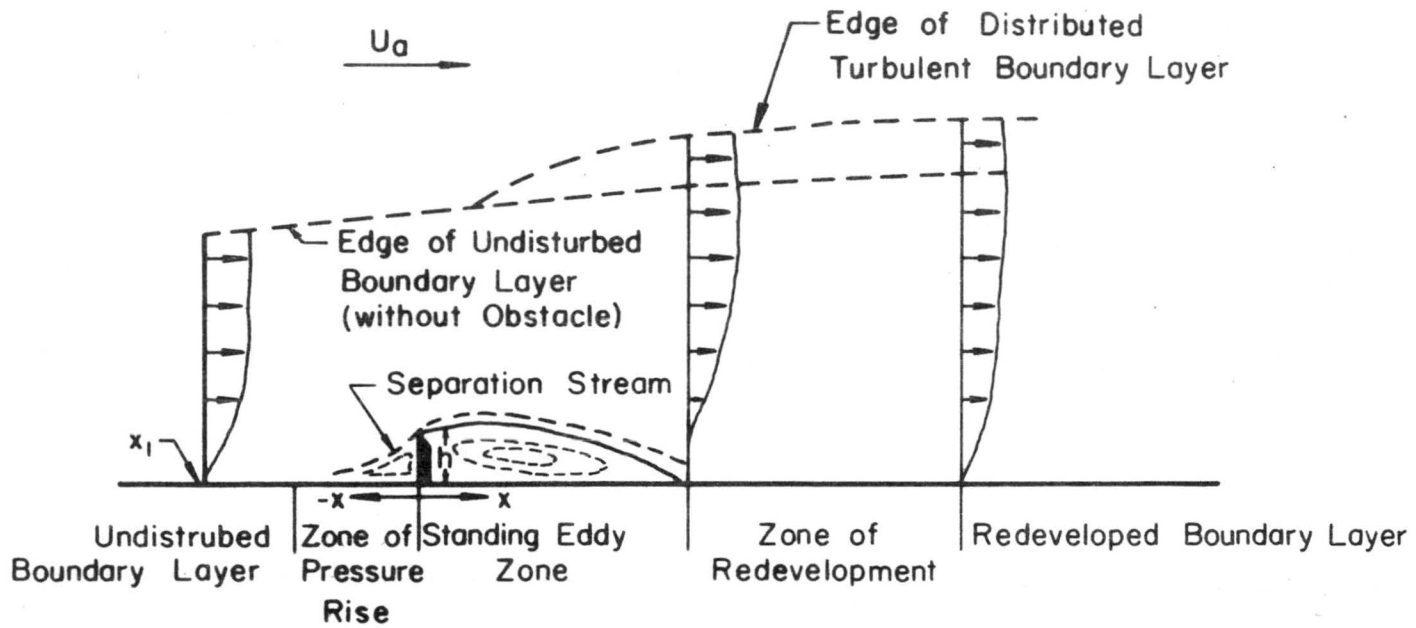 Ua
Edge of Distributed
Turbulent Boundary Layer
Edge of Undisturbed
Boundary Layer
(without Obstacle)
Separation Stream
x1
h
-x
x
Undistrubed
Boundary Layer
Zone of
Pressure
Rise
Standing Eddy
Zone
Zone of
Redevelopment
Redeveloped Boundary Layer